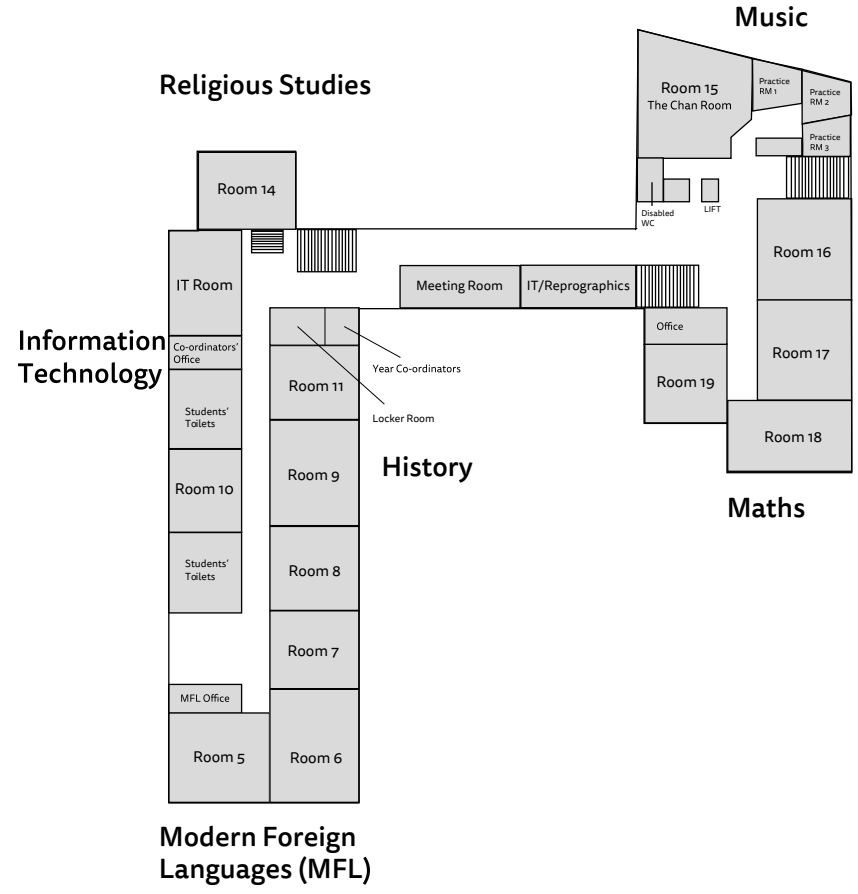 Music
Religious Studies
Room 15
The Chan Room
Practice
RM 1
Practice
RM 2
Practice
RM 3
Room 14
Disabled
WC
LIFT
Room 16
IT Room
Meeting Room
IT/Reprographics
Office
Information
Technology
Co-ordinators'
Office
Year Co-ordinators
Room 17
Room 11
Room 19
Students'
Toilets
Locker Room
Room 18
History
Room 9
Room 10
Maths
Students'
Toilets
Room 8
Room 7
MFL Office
Room 5
Room 6
Modern Foreign
Languages (MFL)